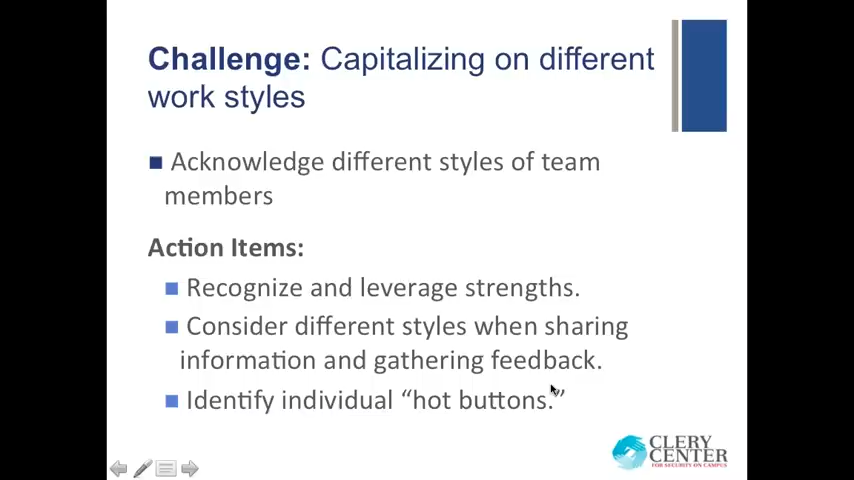 Challenge: Capitalizing on different
work styles
Acknowledge different styles of team
members
Action Items:
Recognize and leverage strengths.
Consider different styles when sharing
information and gathering feedback.
Identify individual “hot buttons.”
CLERY
CENTER
FOR SECURITY ON CAMPUS